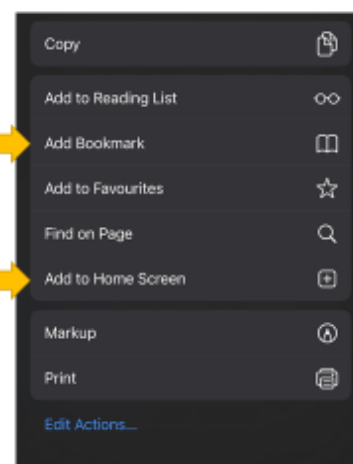 Copy
Add to Reading List
Add Bookmark
Add to Favourites
Find on Page
Add to Home Screen
Markup
Print
Edit Actions...